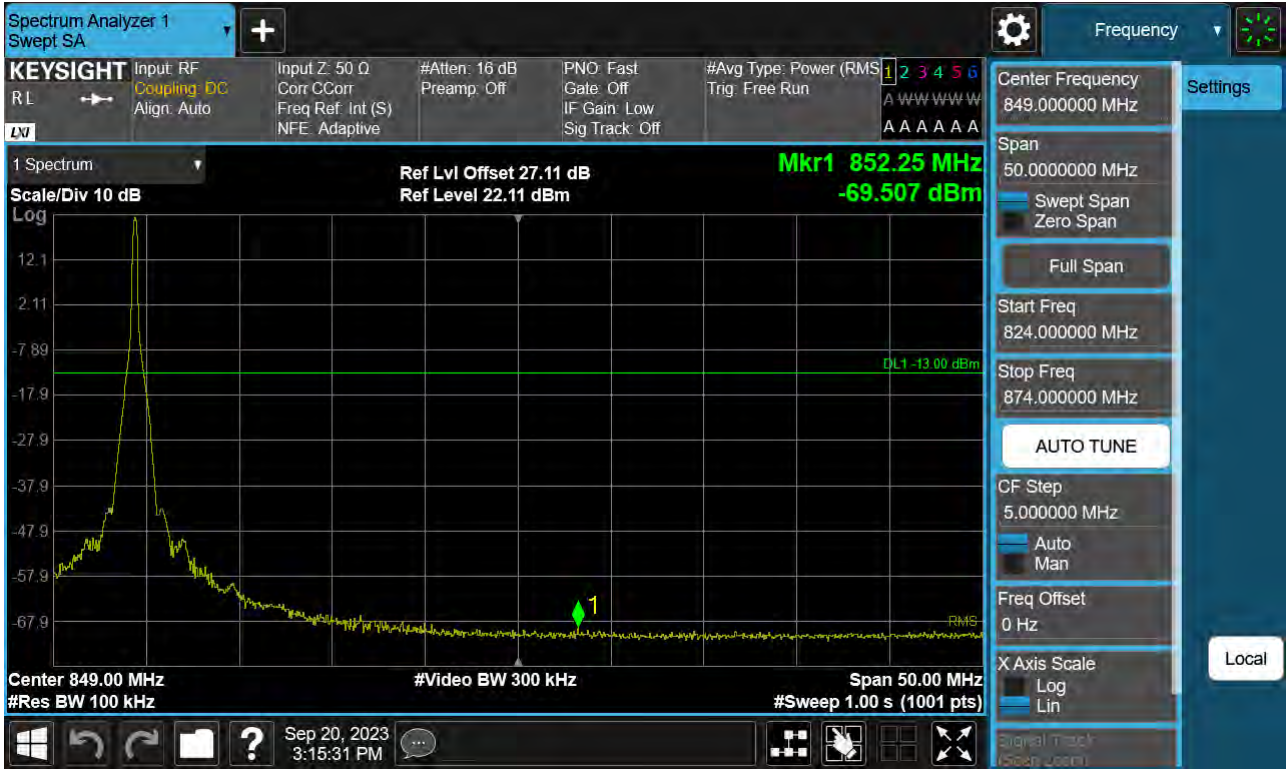 Spectrum Analyzer 1
Swept SA
+
Frequency
KEYSIGHT
RL
LXI
Input: RF
Coupling: DC
Align: Auto
Input Z: 50 Ω
Corr CCorr
Freq Ref: Int (S)
NFE: Adaptive
#Atten: 16 dB
Preamp: Off
PNO: Fast
Gate: Off
IF Gain: Low
Sig Track: Off
#Avg Type: Power (RMS
Trig: Free Run
1 2 3 4 5 6
A W W W W W
A A A A A A
1 Spectrum
Scale/Div 10 dB
Ref Lvl Offset 27.11 dB
Ref Level 22.11 dBm
Mkr1 852.25 MHz
-69.507 dBm
Log
12.1
2.11
-7.89
DL1 -13.00 dBm
-17.9
-27.9
-37.9
-47.9
-57.9
-67.9
1
RMS
Center 849.00 MHz
#Video BW 300 kHz
Span 50.00 MHz
#Res BW 100 kHz
#Sweep 1.00 s (1001 pts)
Center Frequency
849.000000 MHz
Settings
Span
50.0000000 MHz
Swept Span
Zero Span
Full Span
Start Freq
824.000000 MHz
Stop Freq
874.000000 MHz
AUTO TUNE
CF Step
5.000000 MHz
Auto
Man
Freq Offset
0 Hz
X Axis Scale
Log
Lin
Signal Track
(Span Zoom)
Local
?
Sep 20, 2023
3:15:31 PM